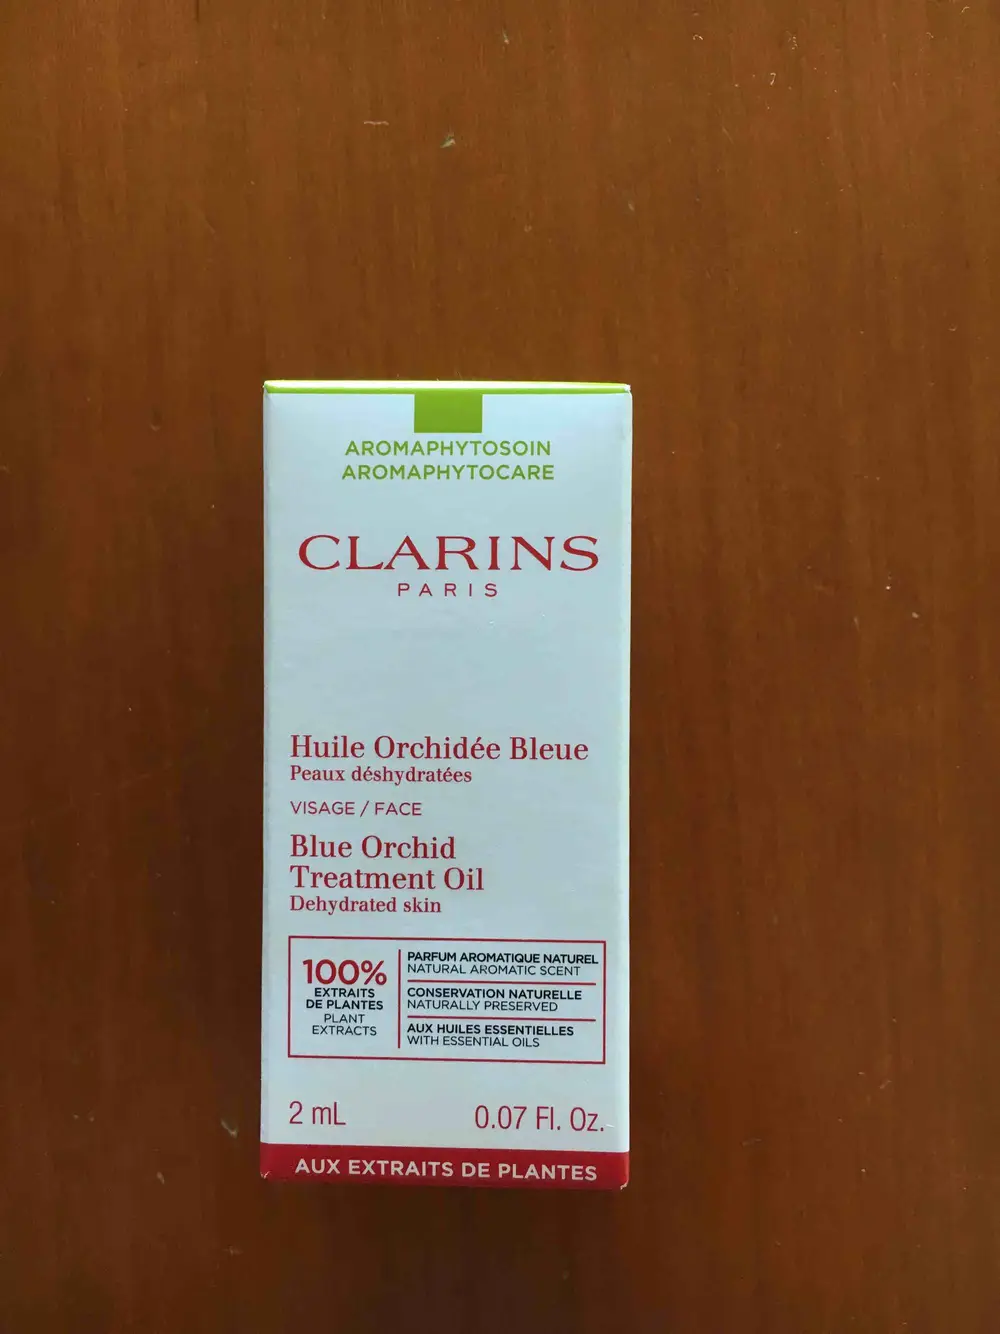 AROMAPHYTOSOIN
AROMAPHYTOCARE
CLARINS
PARIS
Huile Orchidée Bleue
Peaux déshydratées
VISAGE / FACE
Blue Orchid
Treatment Oil
Dehydrated skin
100%
EXTRAITS
DE PLANTES
PLANT
EXTRACTS
PARFUM AROMATIQUE NATUREL
NATURAL AROMATIC SCENT
CONSERVATION NATURELLE
NATURALLY PRESERVED
AUX HUILES ESSENTIELLES
WITH ESSENTIAL OILS
2 mL 0.07 Fl. Oz.
AUX EXTRAITS DE PLANTES